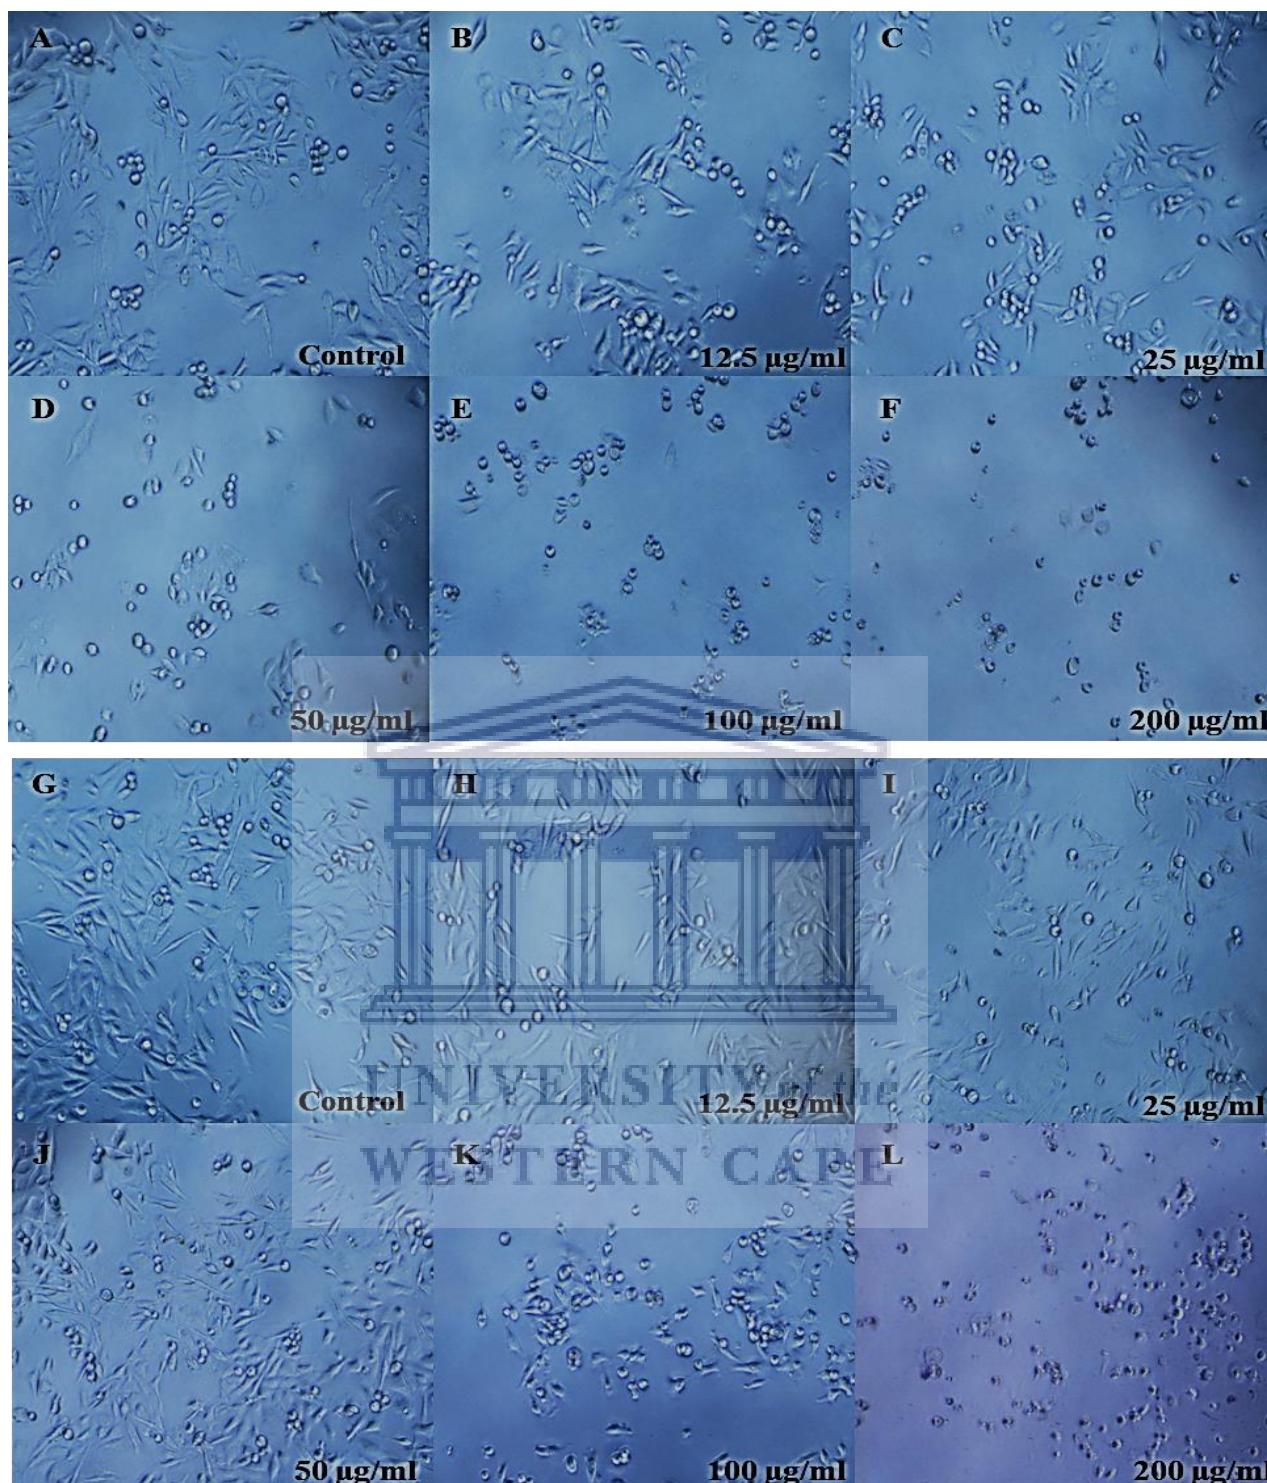 A B C
Control 12.5 µg/ml 25 µg/ml
D E F
50 µg/ml 100 µg/ml 200 µg/ml
G H I
UNIVERSITY of the
Control 12.5 µg/ml 25 µg/ml
J K L
WESTERN CAPE
50 µg/ml 100 µg/ml 200 µg/ml